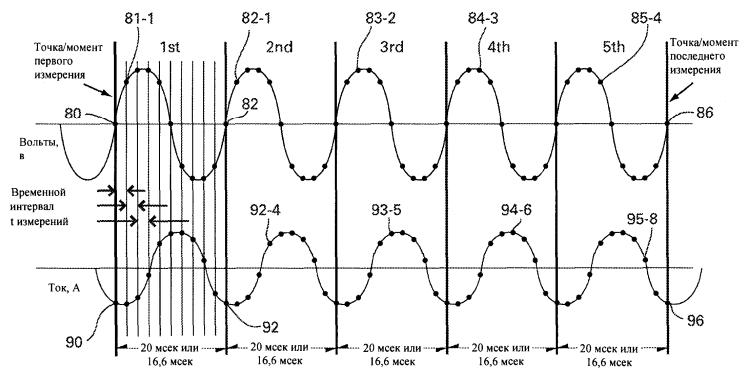 81-1
82-1
83-2
84-3
85-4
Точка/момент
первого
измерения
1st
2nd
3rd
4th
5th
Точка/момент
последнего
измерения
80
82
86
Вольты,
в
Временной
интервал
t измерений
92-4
93-5
94-6
95-8
Ток, А
90
92
96
20 мсек или
16,6 мсек
20 мсек или
16,6 мсек
20 мсек или
16,6 мсек
20 мсек или
16,6 мсек
20 мсек или
16,6 мсек